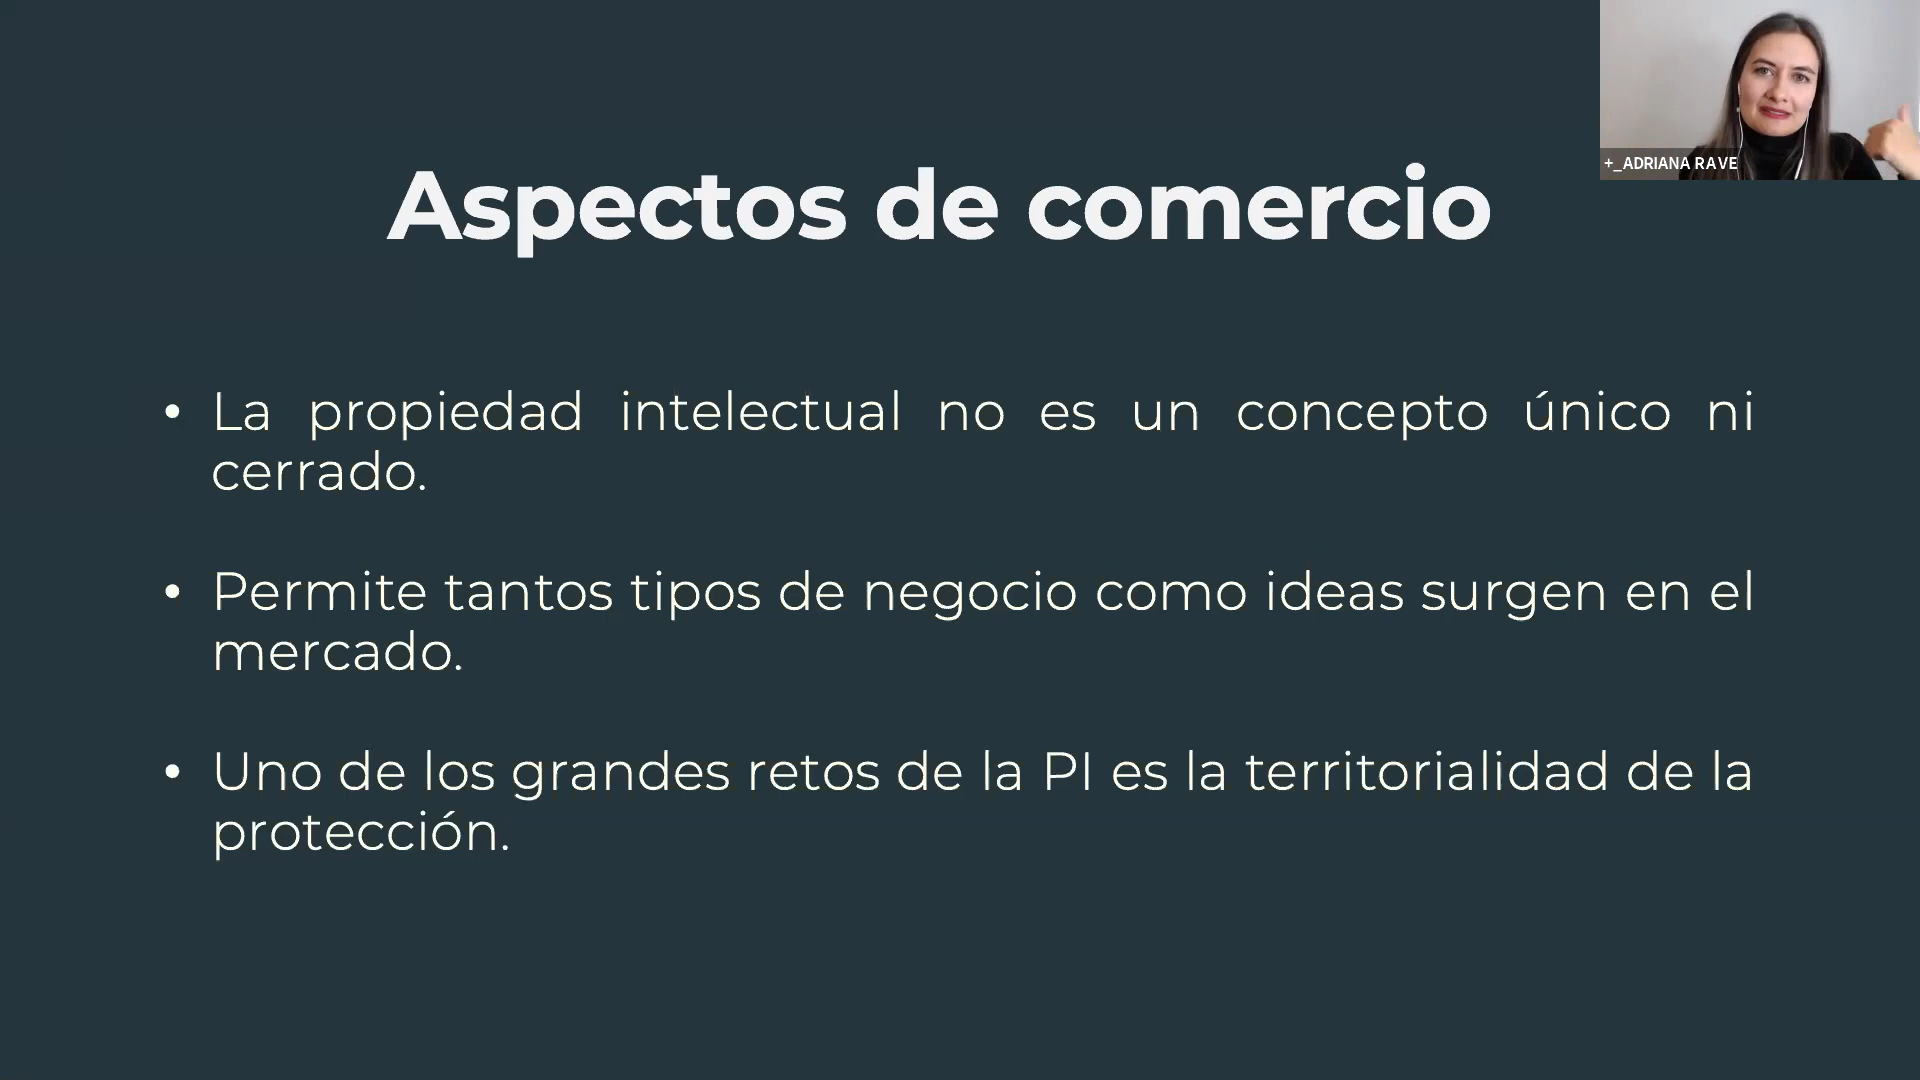 +_ADRIANA RAVE
Aspectos de comercio
• La propiedad intelectual no es un concepto único ni
cerrado.
• Permite tantos tipos de negocio como ideas surgen en el
mercado.
• Uno de los grandes retos de la PI es la territorialidad de la
protección.